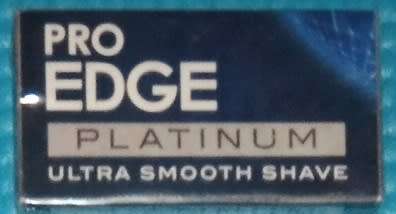 PRO
EDGE
PLATINUM
ULTRA SMOOTH SHAVE